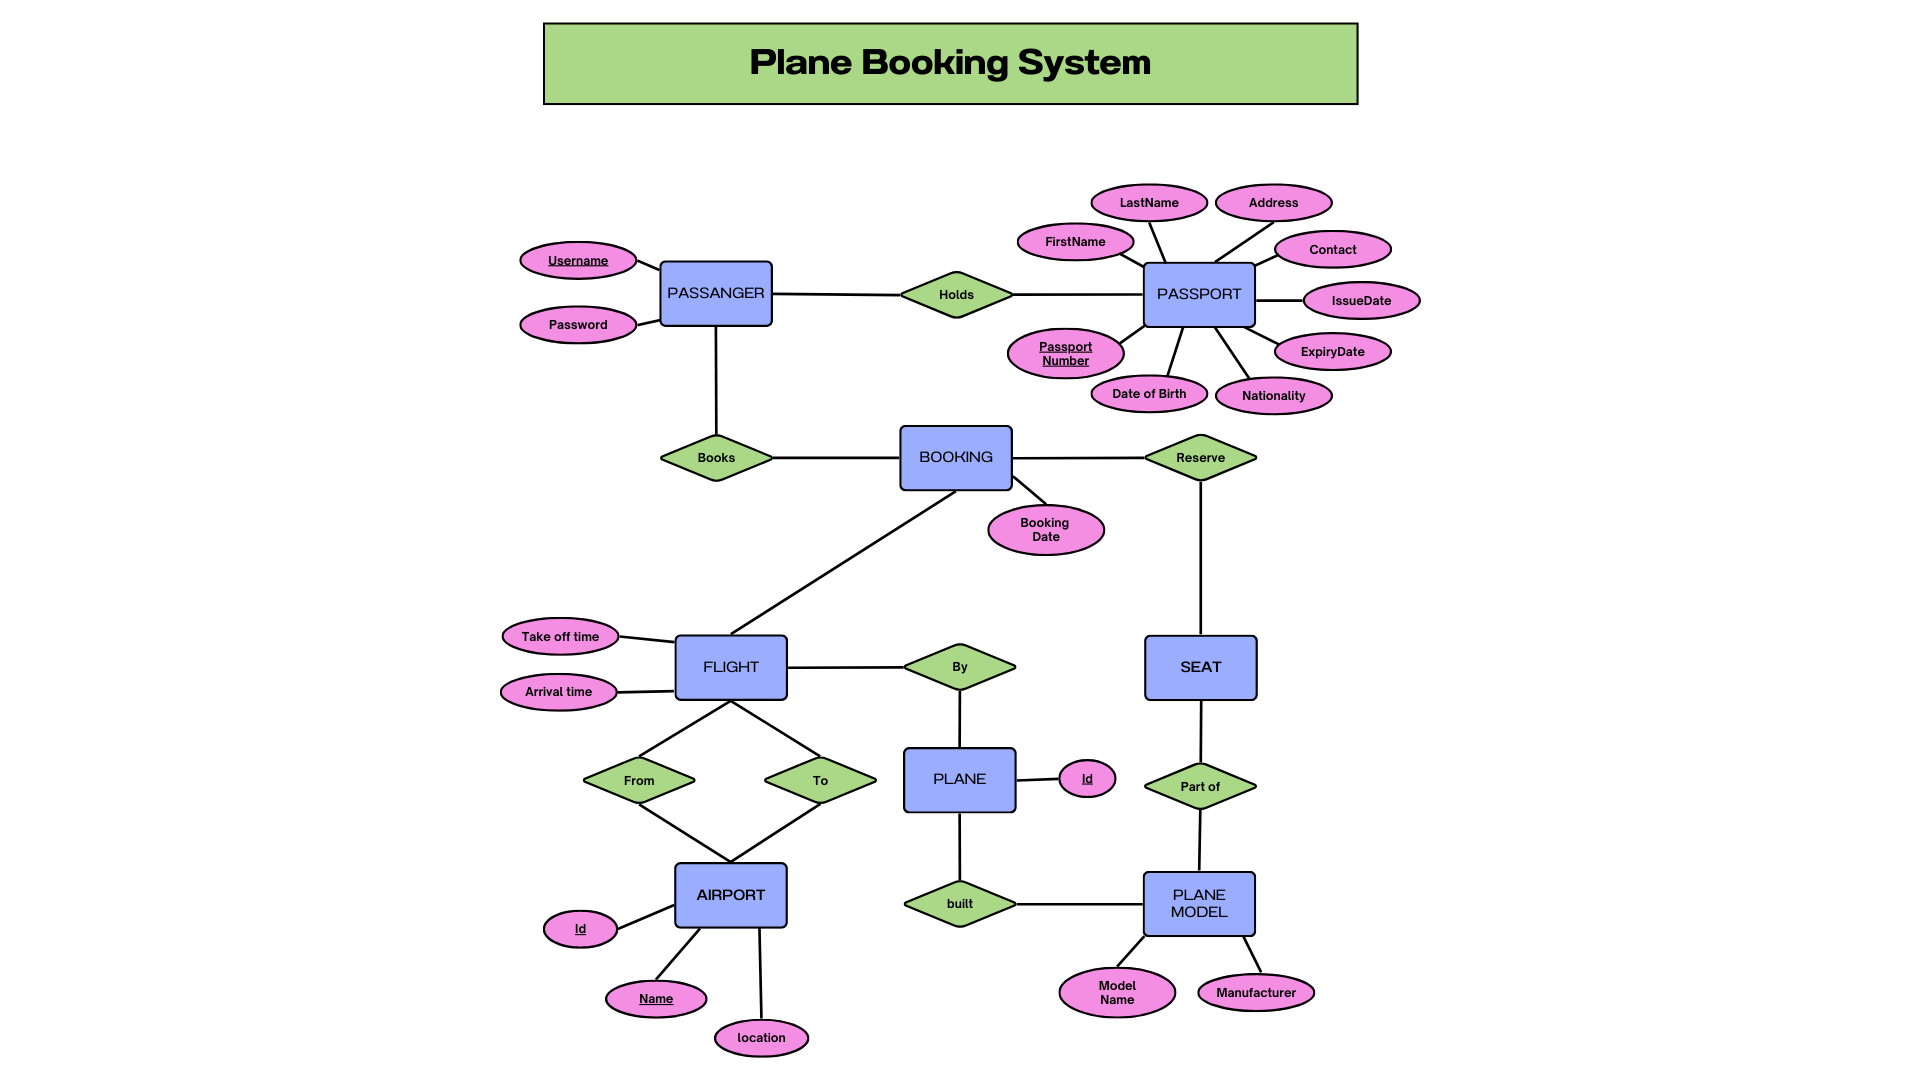 Plane Booking System
LastName
Address
FirstName
Contact
Username
PASSANGER
Holds
PASSPORT
IssueDate
Password
Passport
Number
ExpiryDate
Date of Birth
Nationality
Books
BOOKING
Reserve
Booking
Date
Take off time
FLIGHT
By
SEAT
Arrival time
From
To
PLANE
Id
Part of
AIRPORT
built
PLANE
MODEL
Id
Name
Model
Name
Manufacturer
location